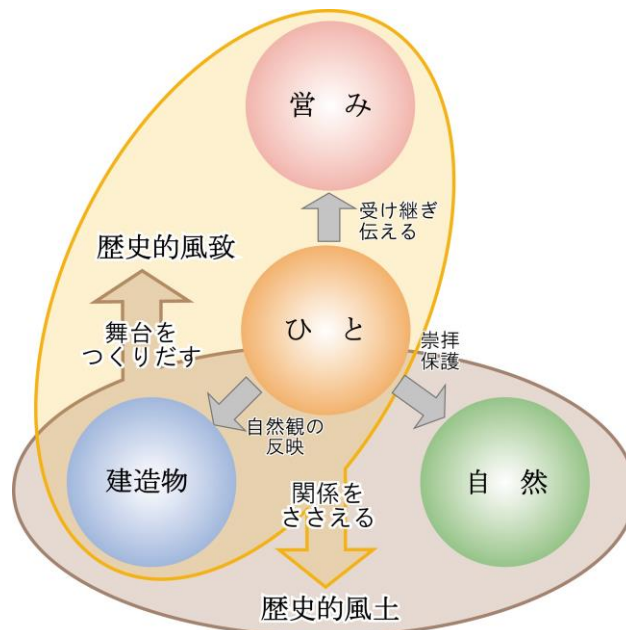 営　み
受け継ぎ
伝える
歴史的風致
ひ　と
舞台を
つくりだす
崇拝
保護
自然観の
反映
建造物
自　然
関係を
ささえる
歴史的風土